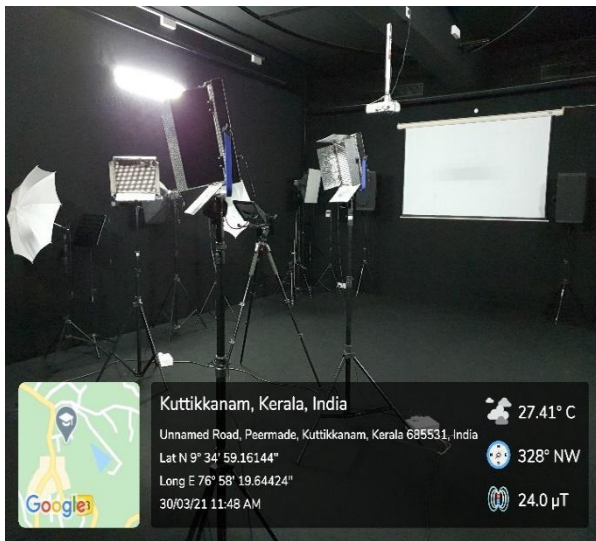 Kuttikkanam, Kerala, India
Unnamed Road, Peermade, Kuttikkanam, Kerala 685531, India
Lat N 9° 34' 59.16144"
Long E 76° 58' 19.64424"
30/03/21 11:48 AM
27.41° C
328° NW
24.0 µT
Google